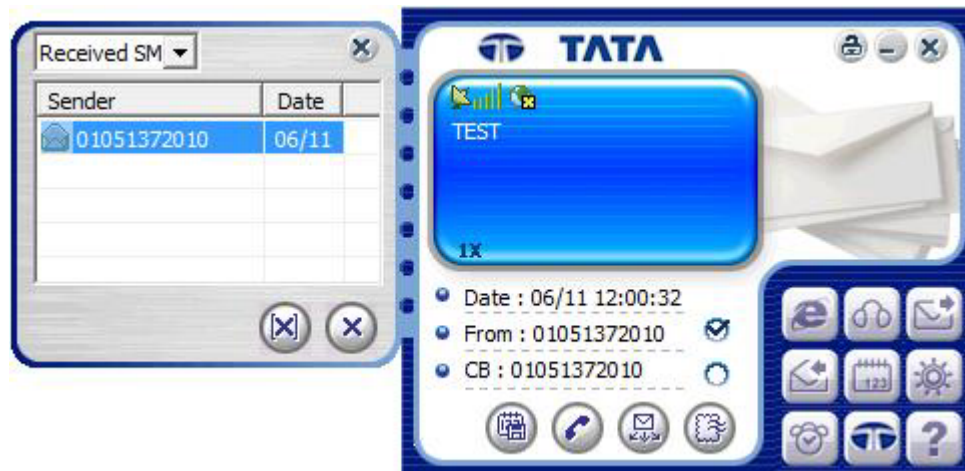 Received SM
Sender Date
01051372010 06/11
TATA
TEST
1X
Date : 06/11 12:00:32
From : 01051372010
CB : 01051372010
123
?